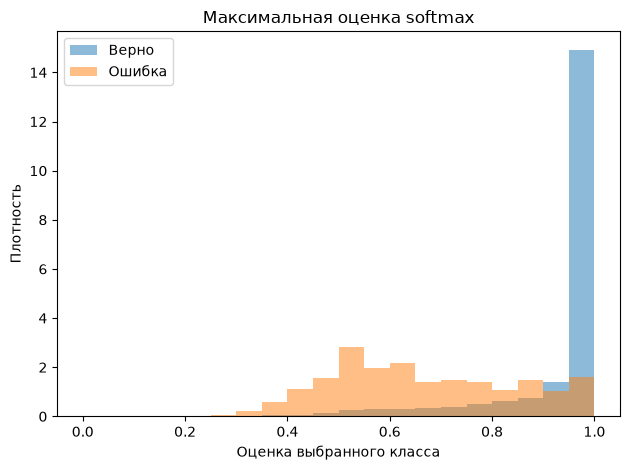 Максимальная оценка softmax
Верно
Ошибка
Плотность
14
12
10
8
6
4
2
0
0.0 0.2 0.4 0.6 0.8 1.0
Оценка выбранного класса